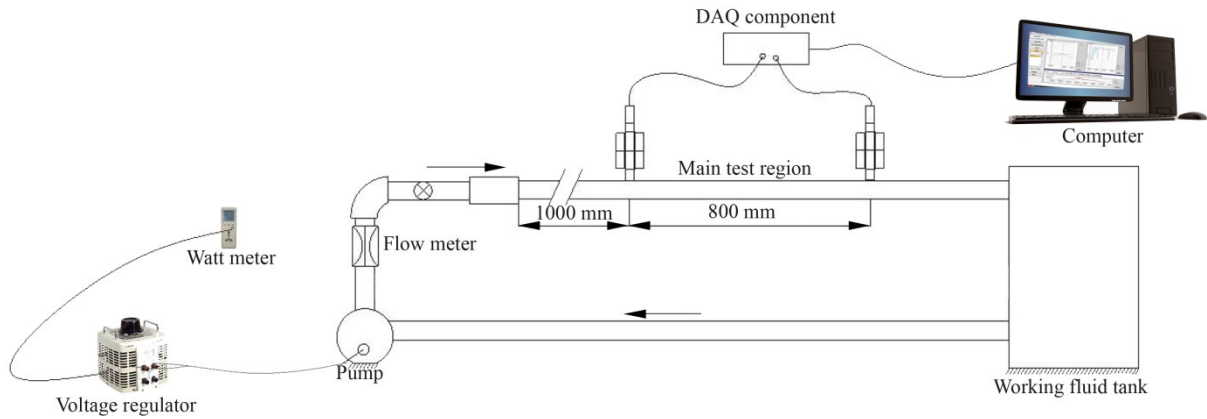 DAQ component
Computer
Main test region
1000 mm
800 mm
Flow meter
Watt meter
Pump
Voltage regulator
Working fluid tank